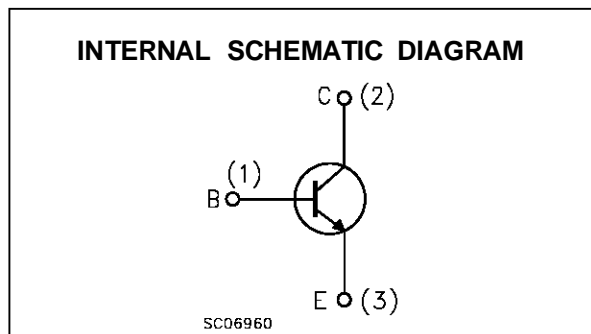 INTERNAL SCHEMATIC DIAGRAM
C (2)
(1)
B
E (3)
SC06960